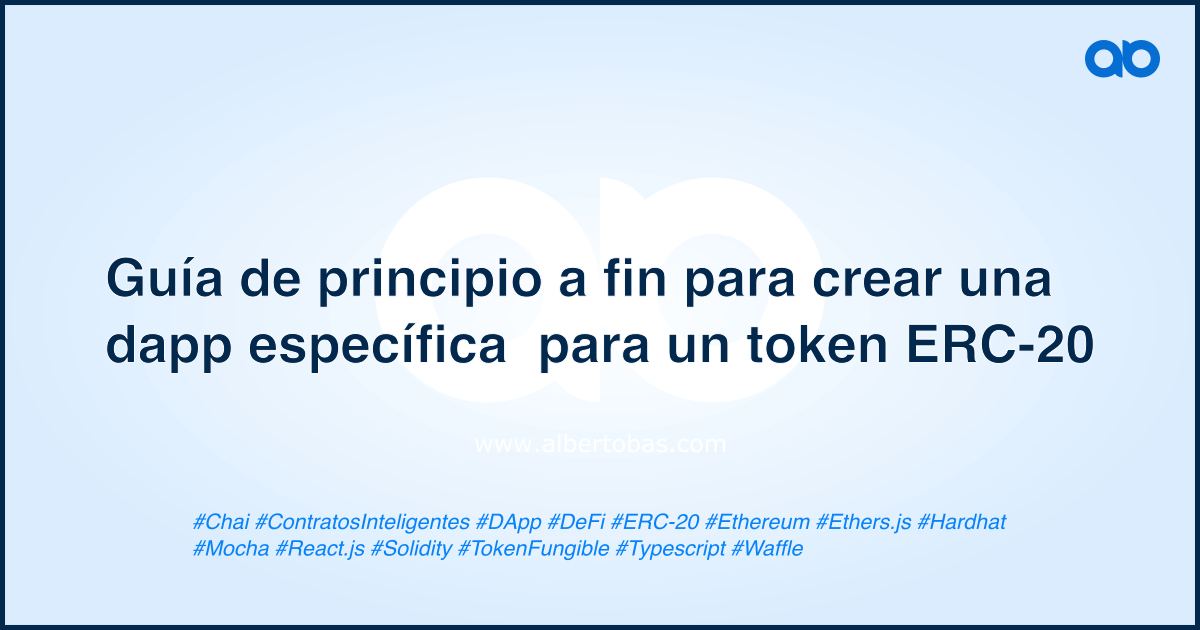 Guía de principio a fin para crear una
dapp específica  para un token ERC-20
www.albertobas.com
#Chai #ContratosInteligentes #DApp #DeFi #ERC-20 #Ethereum #Ethers.js #Hardhat
#Mocha #React.js #Solidity #TokenFungible #Typescript #Waffle